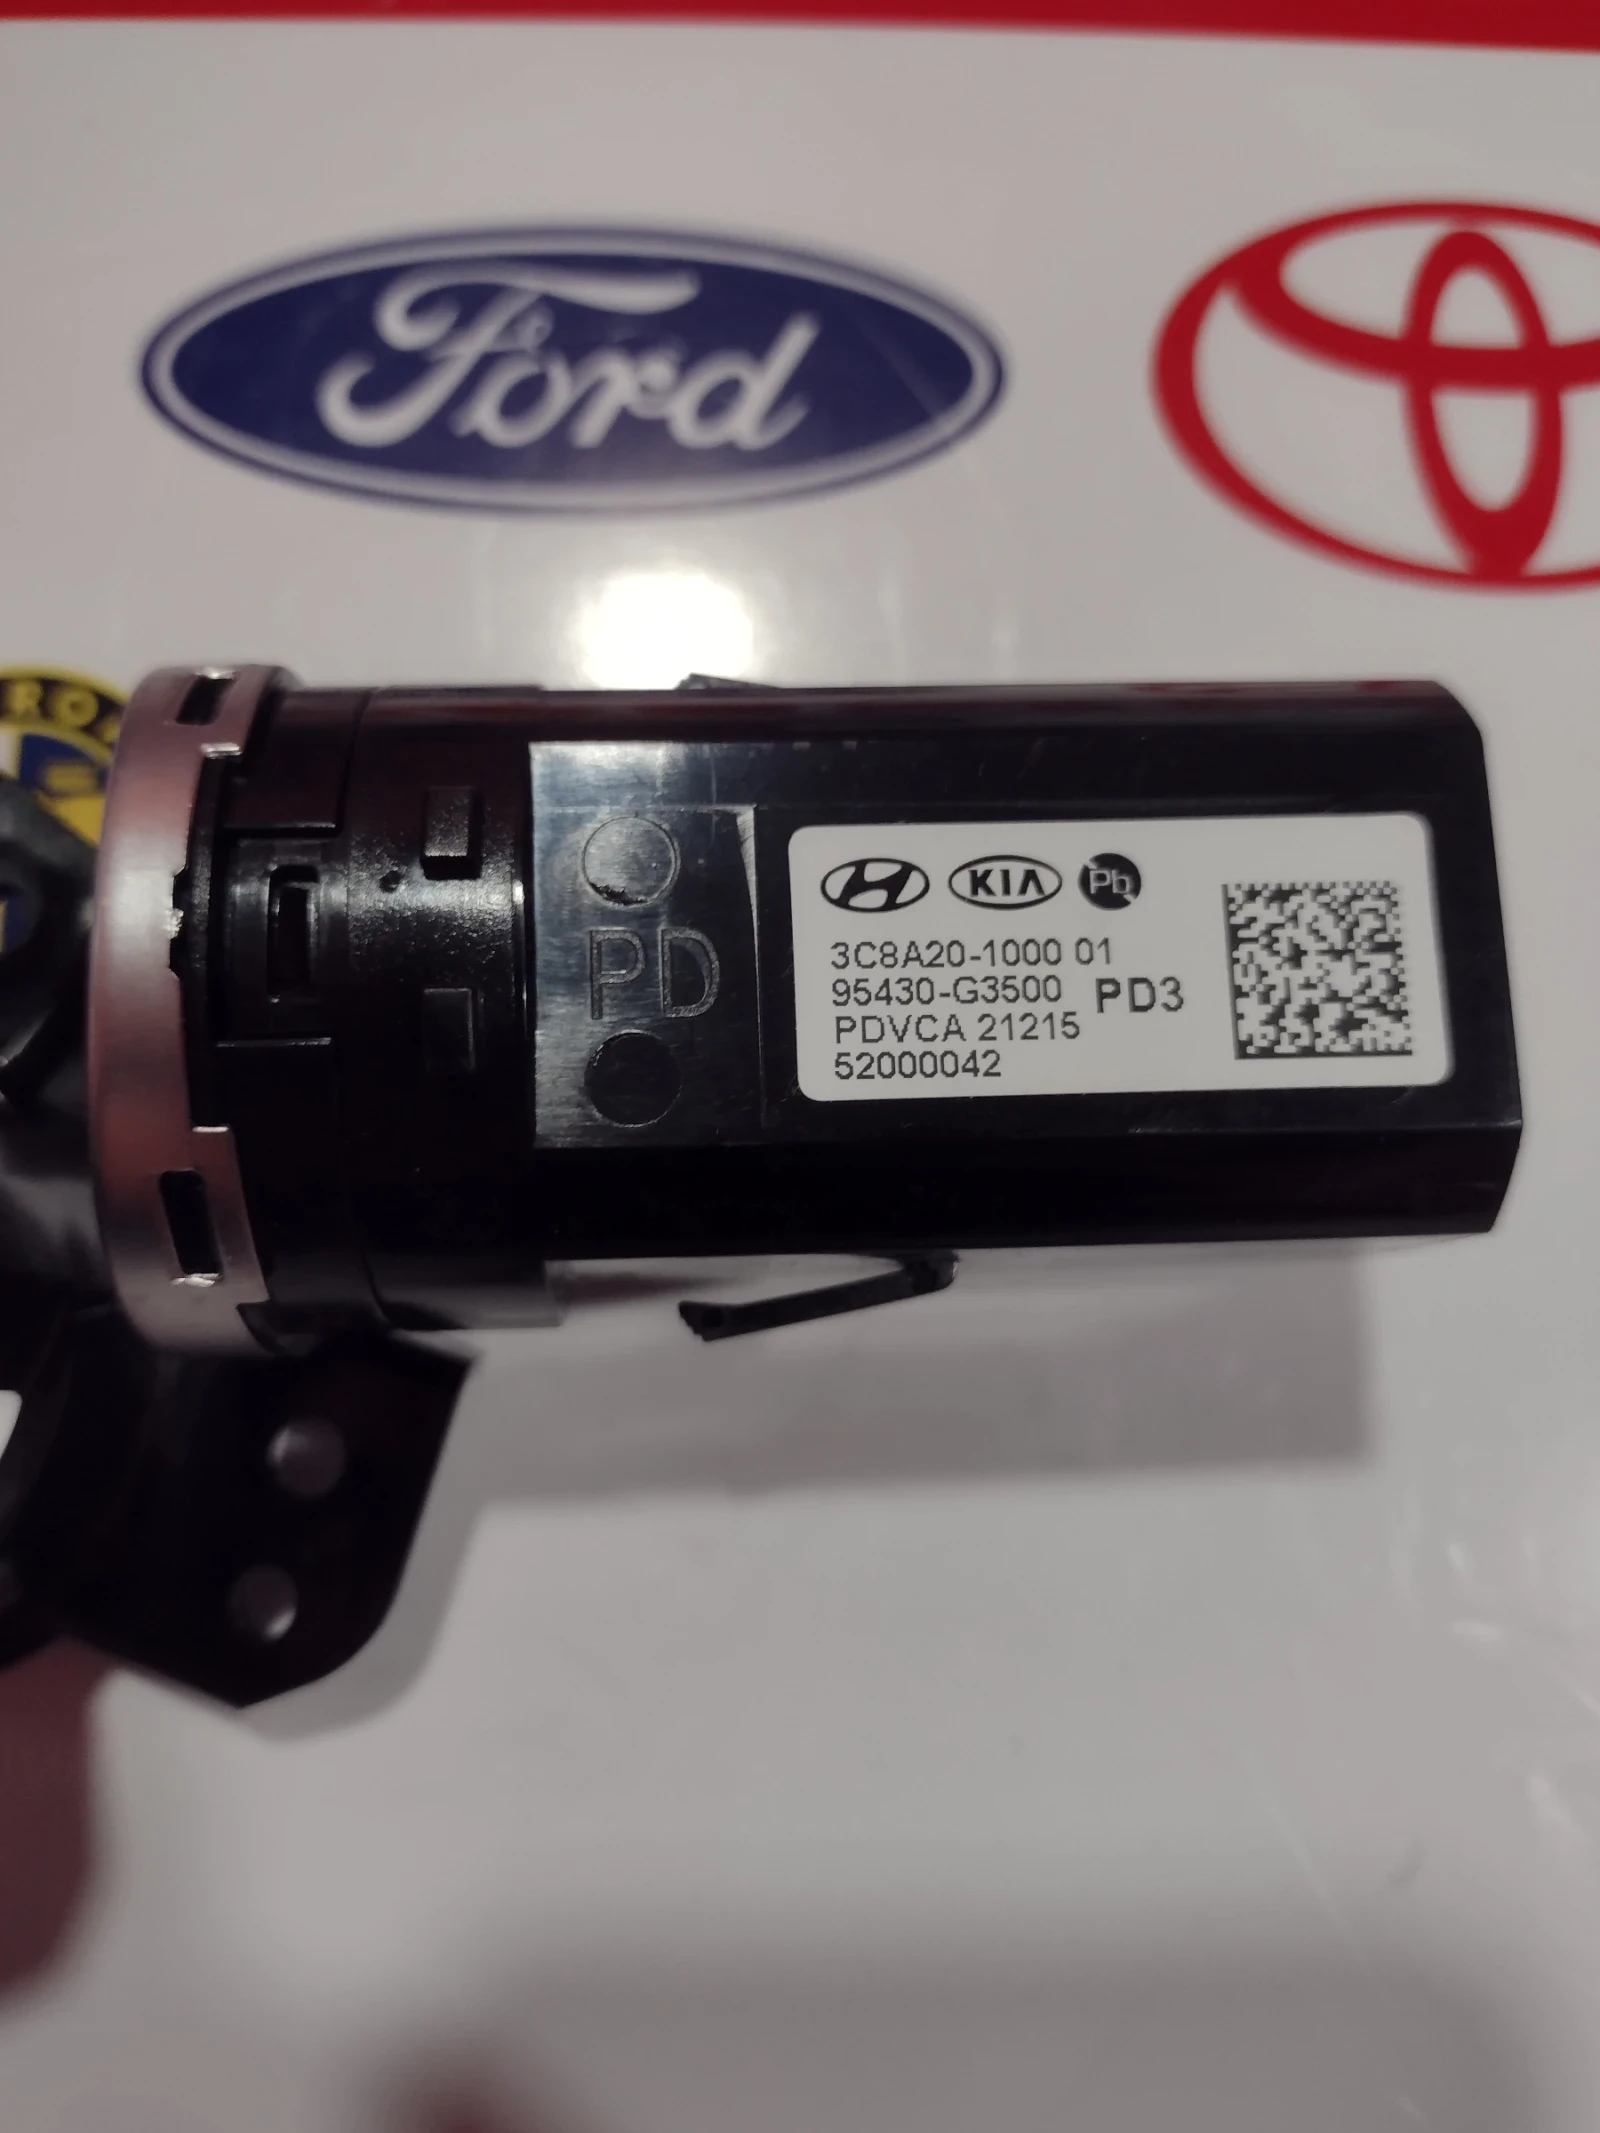 Ford
PD
KIA Pb
3C8A20-1000 01
95430-G3500 PD3
PDVCA 21215
52000042